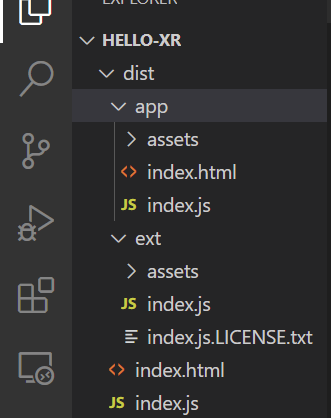 EXPLORER
HELLO-XR
dist
app
assets
index.html
JS index.js
ext
assets
JS index.js
index.js.LICENSE.txt
index.html
JS index.js